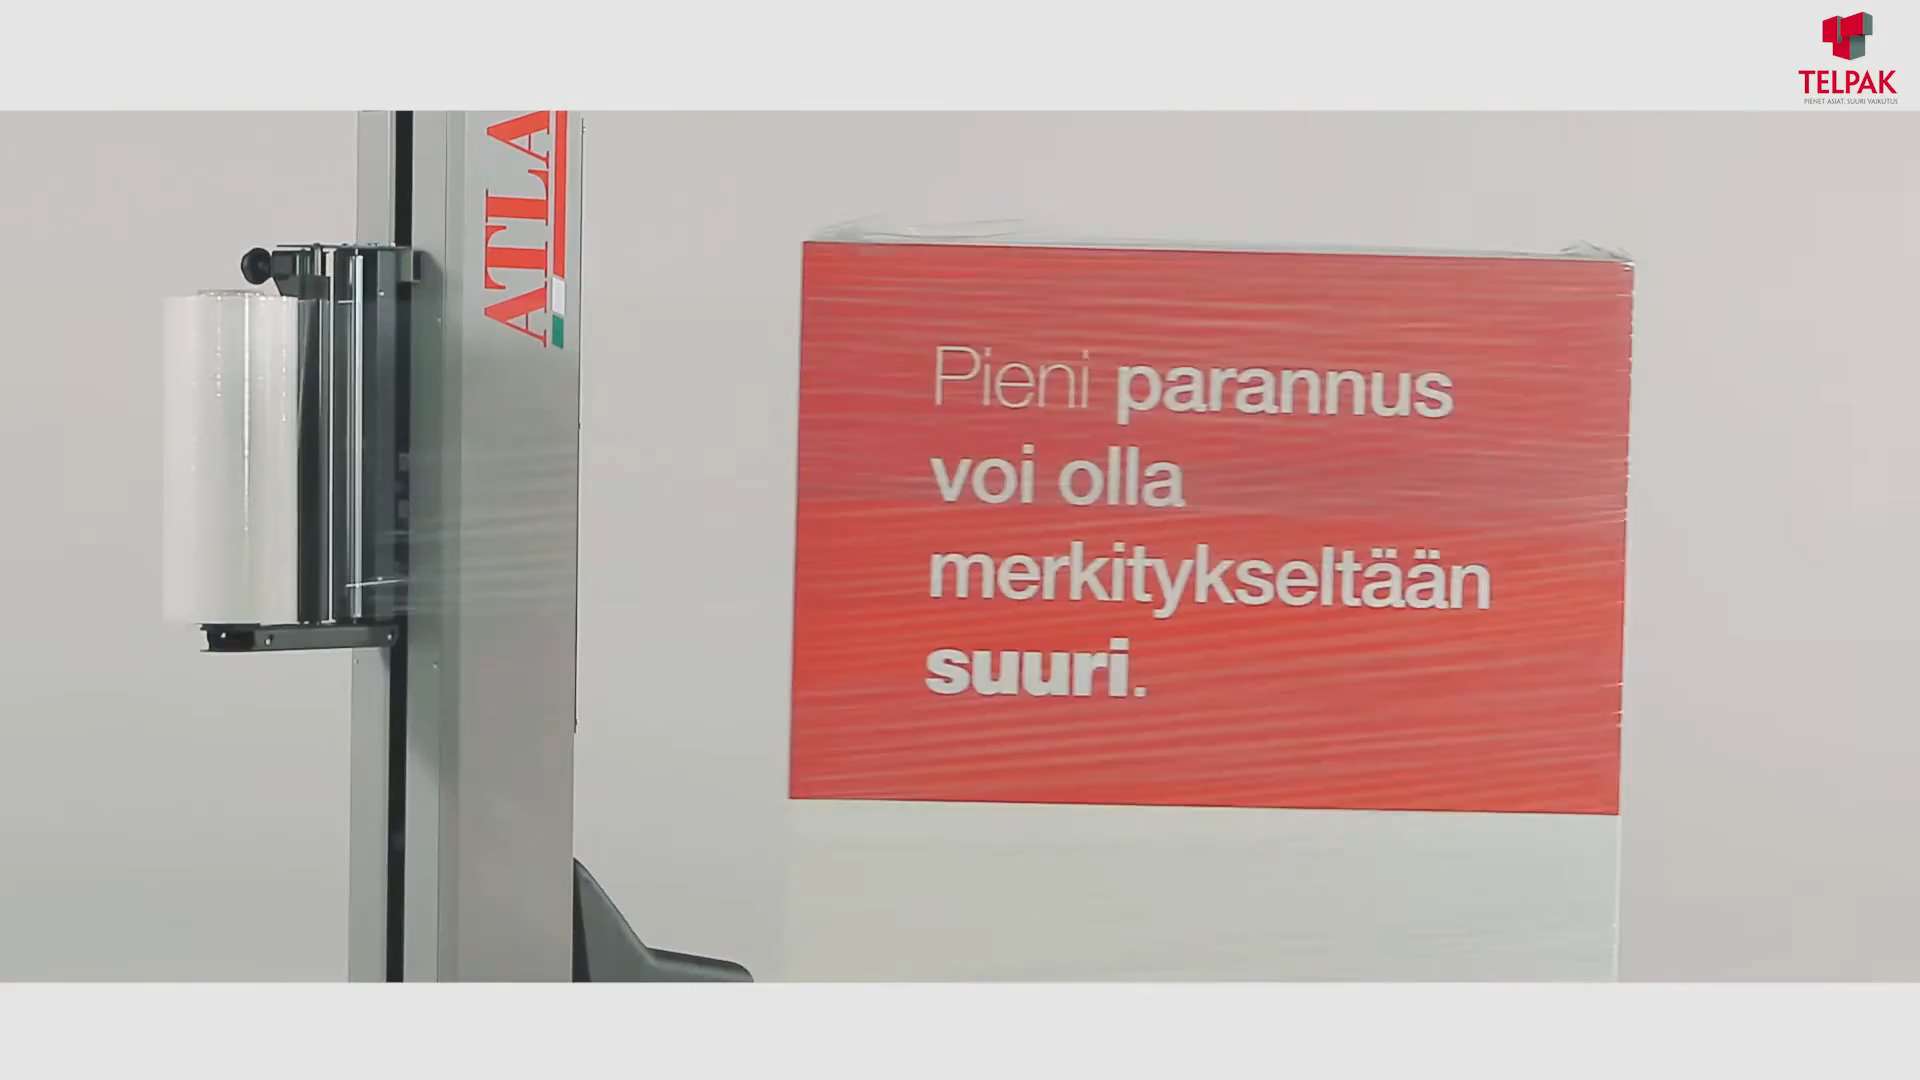 TELPAK
PIENET ASIAT. SUURI VAIKUTUS
ATLA
Pieni parannus
voi olla
merkitykseltään
suuri.